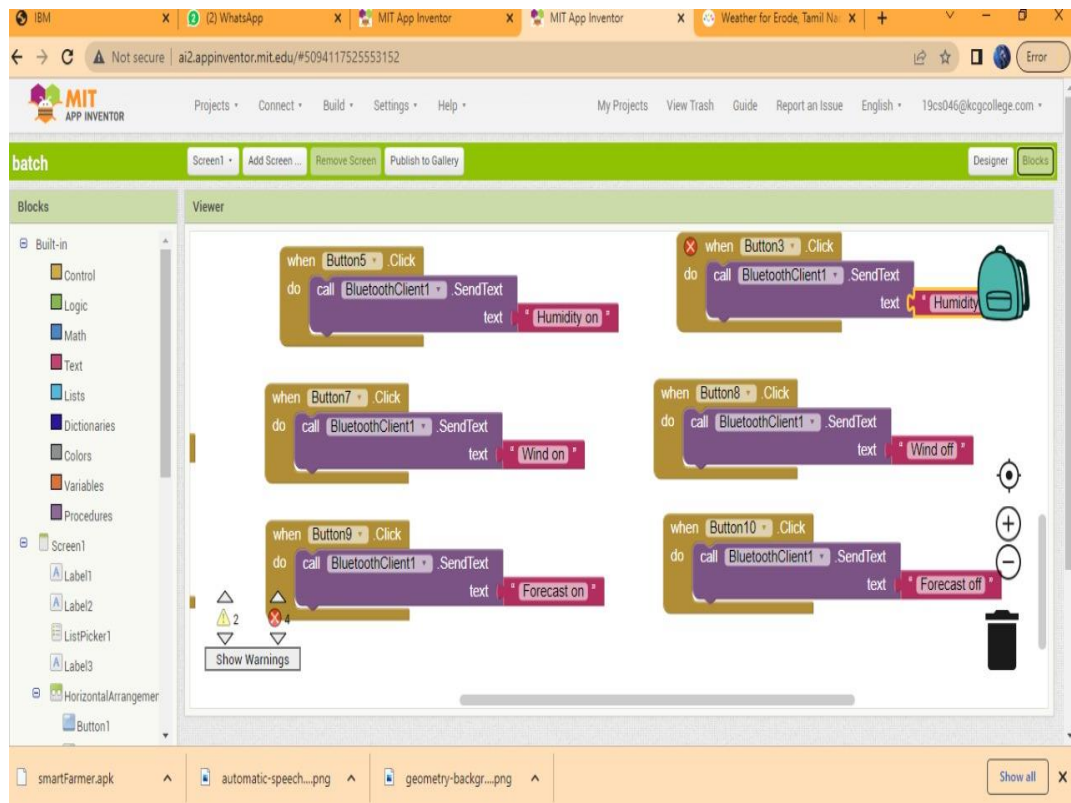 IBM
(2) WhatsApp
MIT App Inventor
MIT App Inventor
Weather for Erode, Tamil Na
Not secure
ai2.appinventor.mit.edu/#5094117525553152
Error
MIT
APP INVENTOR
Projects
Connect
Build
Settings
Help
My Projects
View Trash
Guide
Report an Issue
English
19cs046@kcgcollege.com
batch
Screen1
Add Screen ...
Remove Screen
Publish to Gallery
Designer
Blocks
Blocks
Viewer
Built-in
Control
Logic
Math
Text
Lists
Dictionaries
Colors
Variables
Procedures
Screen1
Label1
Label2
ListPicker1
Label3
HorizontalArrangemer
Button1
when Button5 .Click
do call BluetoothClient1 .SendText
text " Humidity on "
when Button3 .Click
do call BluetoothClient1 .SendText
text " Humidity
when Button7 .Click
do call BluetoothClient1 .SendText
text " Wind on "
when Button8 .Click
do call BluetoothClient1 .SendText
text " Wind off "
when Button9 .Click
do call BluetoothClient1 .SendText
text " Forecast on "
when Button10 .Click
do call BluetoothClient1 .SendText
text " Forecast off "
2
4
Show Warnings
smartFarmer.apk
automatic-speech....png
geometry-backgr....png
Show all